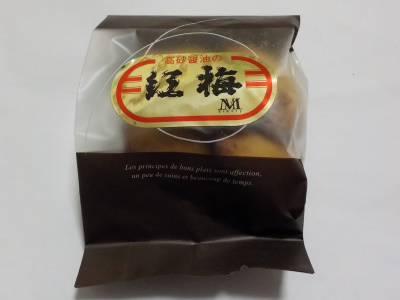 高砂醤油の
紅梅
M
Les principes de bons plats sont affection,
un peu de soins et beaucoup de temps.